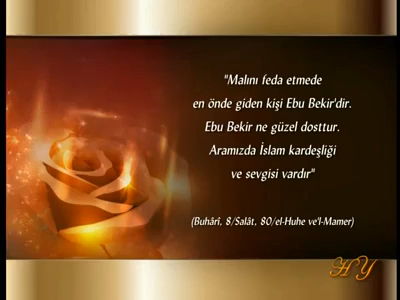 "Malını feda etmede
en önde giden kişi Ebu Bekir'dir.
Ebu Bekir ne güzel dosttur.
Aramızda İslam kardeşliği
ve sevgisi vardır"
(Buhârî, 8/Salât, 80/el-Huhe ve'l-Mamer)
HY